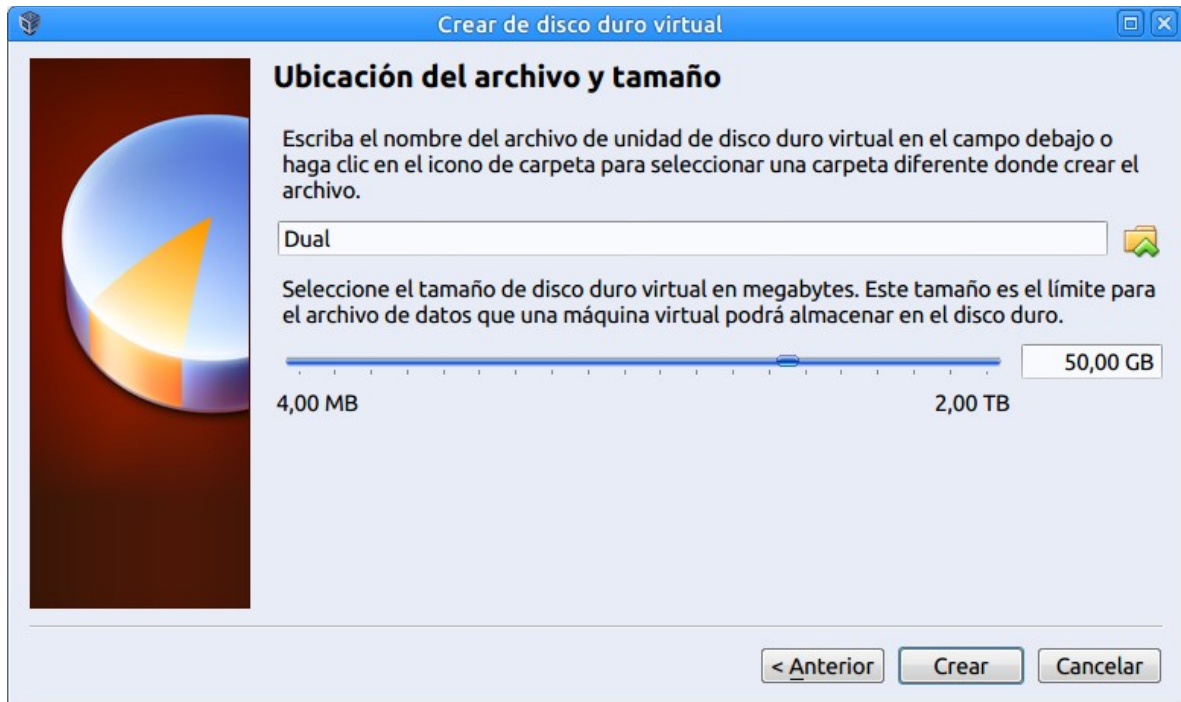 Crear de disco duro virtual
Ubicación del archivo y tamaño
Escriba el nombre del archivo de unidad de disco duro virtual en el campo debajo o
haga clic en el icono de carpeta para seleccionar una carpeta diferente donde crear el
archivo.
Dual
Seleccione el tamaño de disco duro virtual en megabytes. Este tamaño es el límite para
el archivo de datos que una máquina virtual podrá almacenar en el disco duro.
50,00 GB
4,00 MB 2,00 TB
< Anterior Crear Cancelar